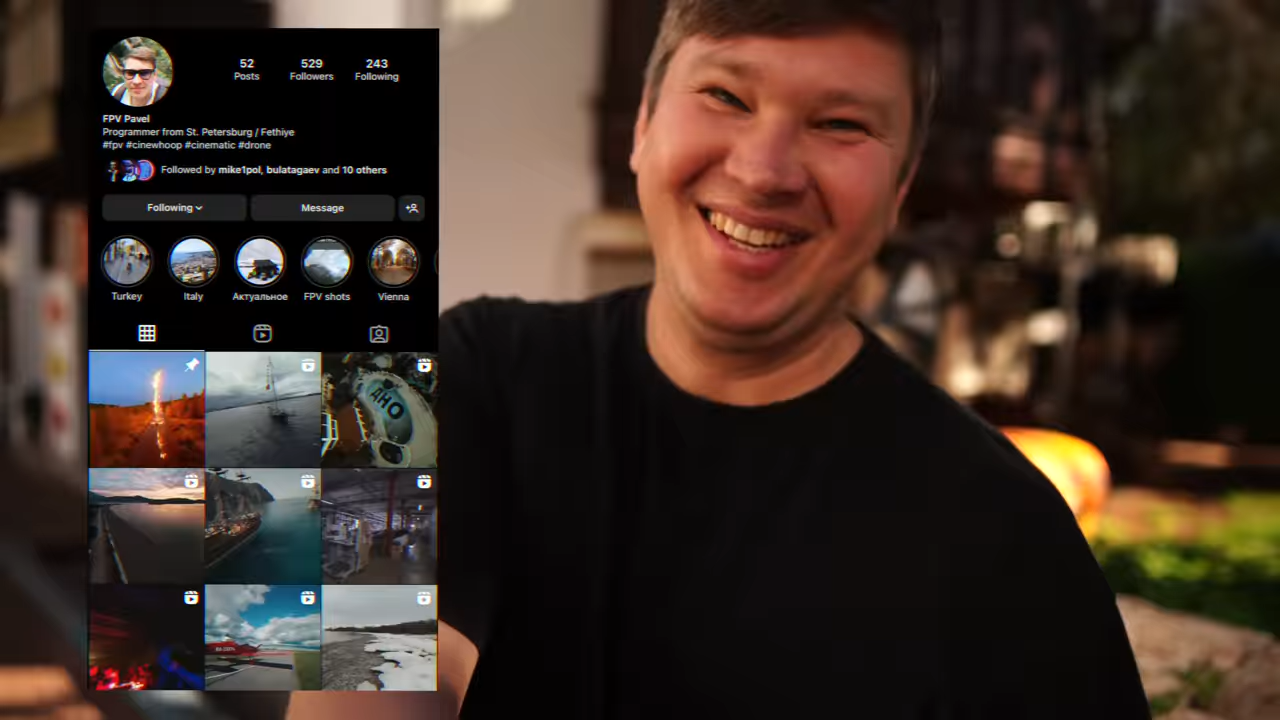 52 529 243
Posts Followers Following
FPV Pavel
Programmer from St. Petersburg / Fethiye
#fpv #cinewhoop #cinematic #drone
Followed by mike1pol, bulatagaev and 10 others
Following Message
Turkey Italy Актуальное FPV shots Vienna
ДНО